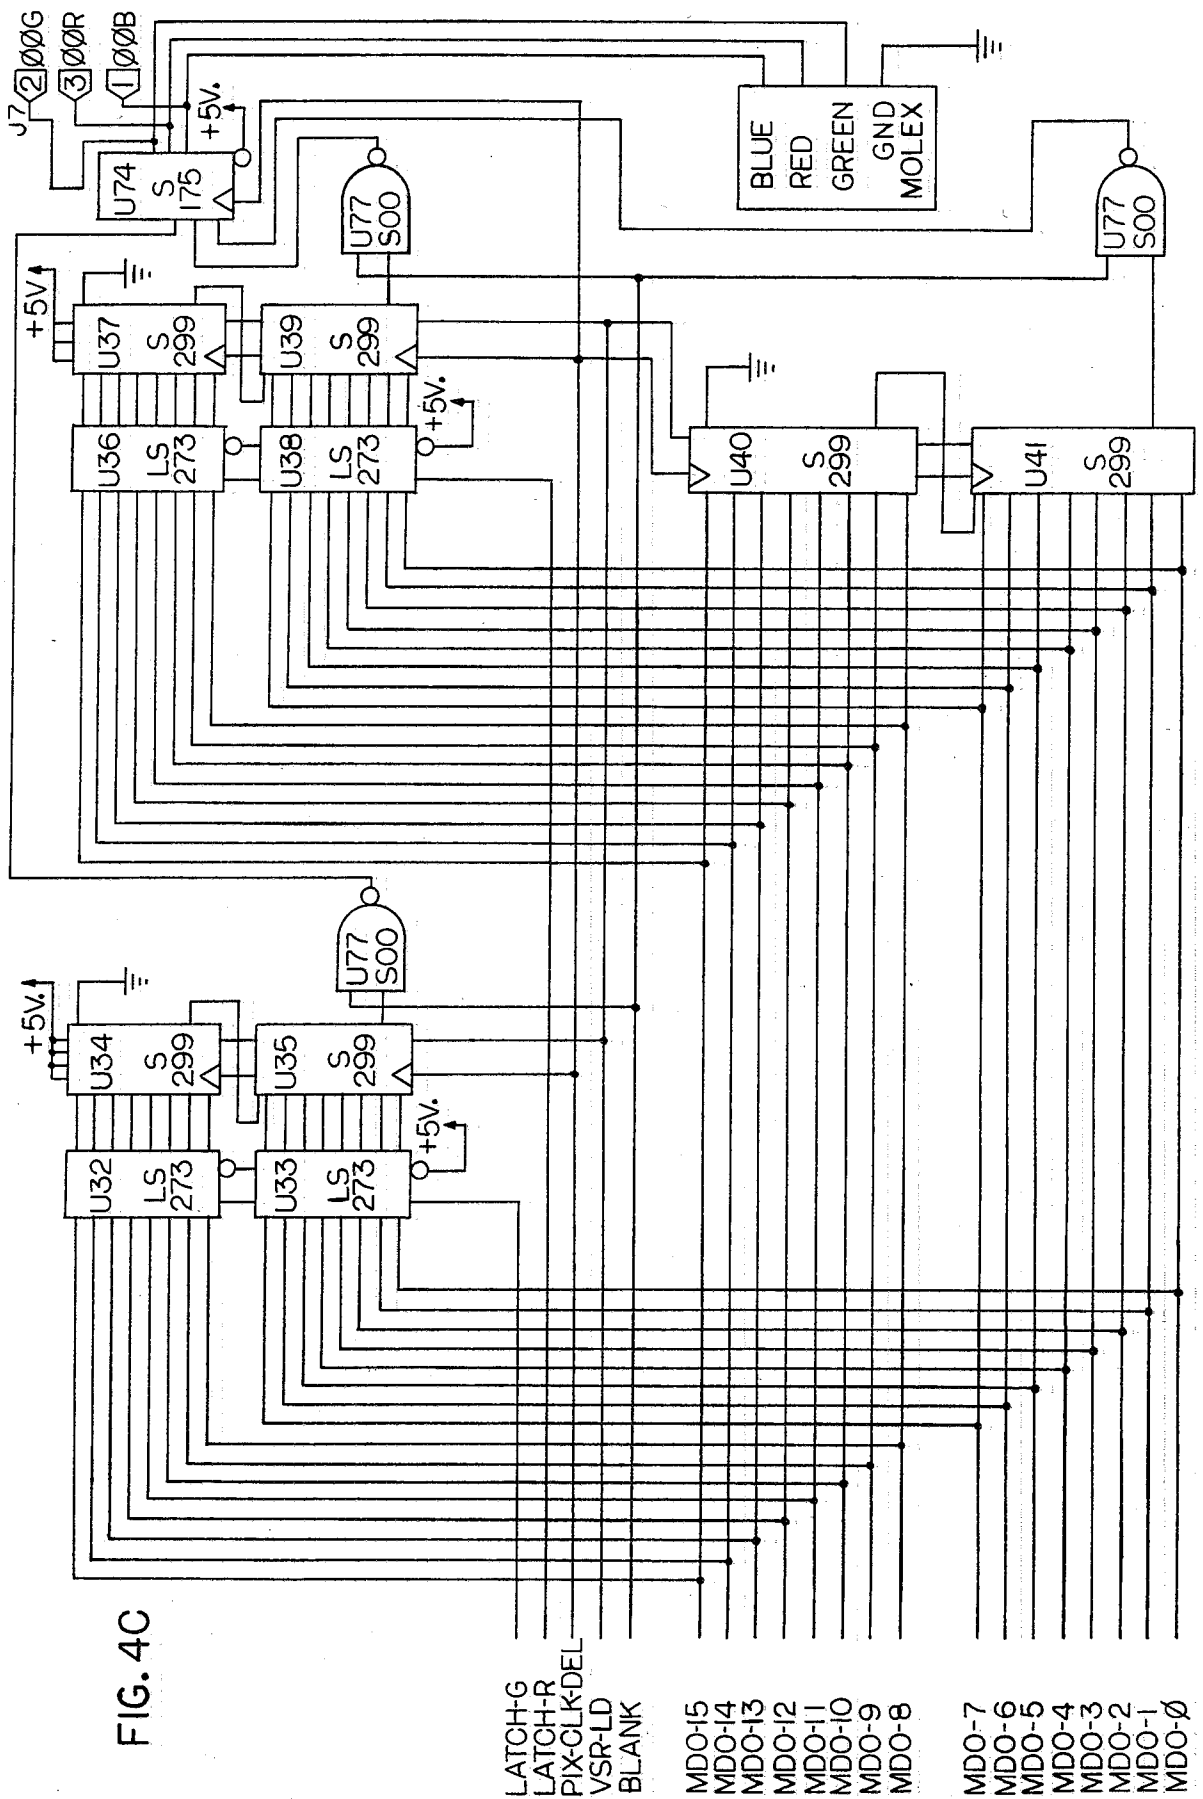 J7
2
ØØG
3
ØØR
1
ØØB
+5V.
U74
S
175
U77
S00
BLUE
RED
GREEN
GND
MOLEX
U77
S00
+5V.
U37
S
299
U39
S
299
U36
LS
273
U38
LS
273
+5V.
U40
S
299
U41
S
299
U77
S00
+5V.
U34
S
299
U35
S
299
U32
LS
273
U33
LS
273
+5V.
FIG. 4C
LATCH-G
LATCH-R
PIX-CLK-DEL
VSR-LD
BLANK
MDO-15
MDO-14
MDO-13
MDO-12
MDO-11
MDO-10
MDO-9
MDO-8
MDO-7
MDO-6
MDO-5
MDO-4
MDO-3
MDO-2
MDO-1
MDO-Ø